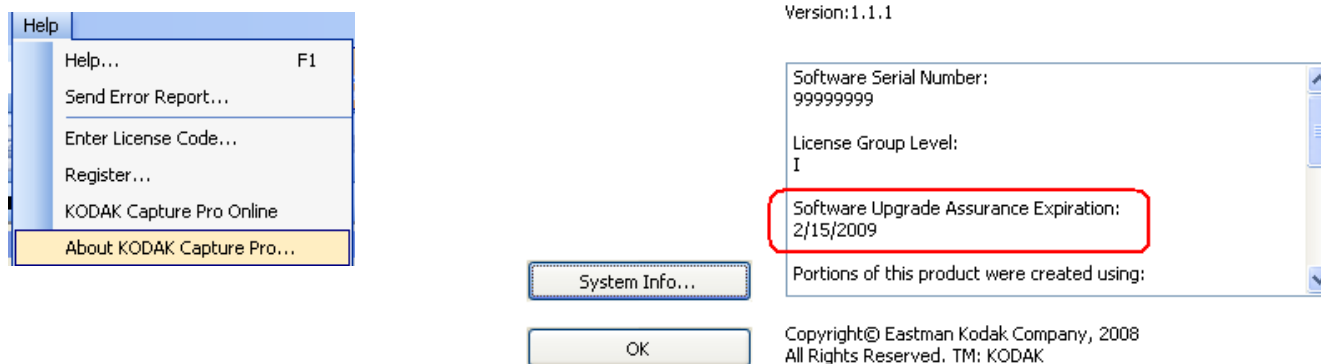 Help
Help... F1
Send Error Report...
Enter License Code...
Register...
KODAK Capture Pro Online
About KODAK Capture Pro...
Version:1.1.1
Software Serial Number:
99999999
License Group Level:
I
Software Upgrade Assurance Expiration:
2/15/2009
Portions of this product were created using:
System Info...
OK
Copyright© Eastman Kodak Company, 2008
All Rights Reserved. TM: KODAK